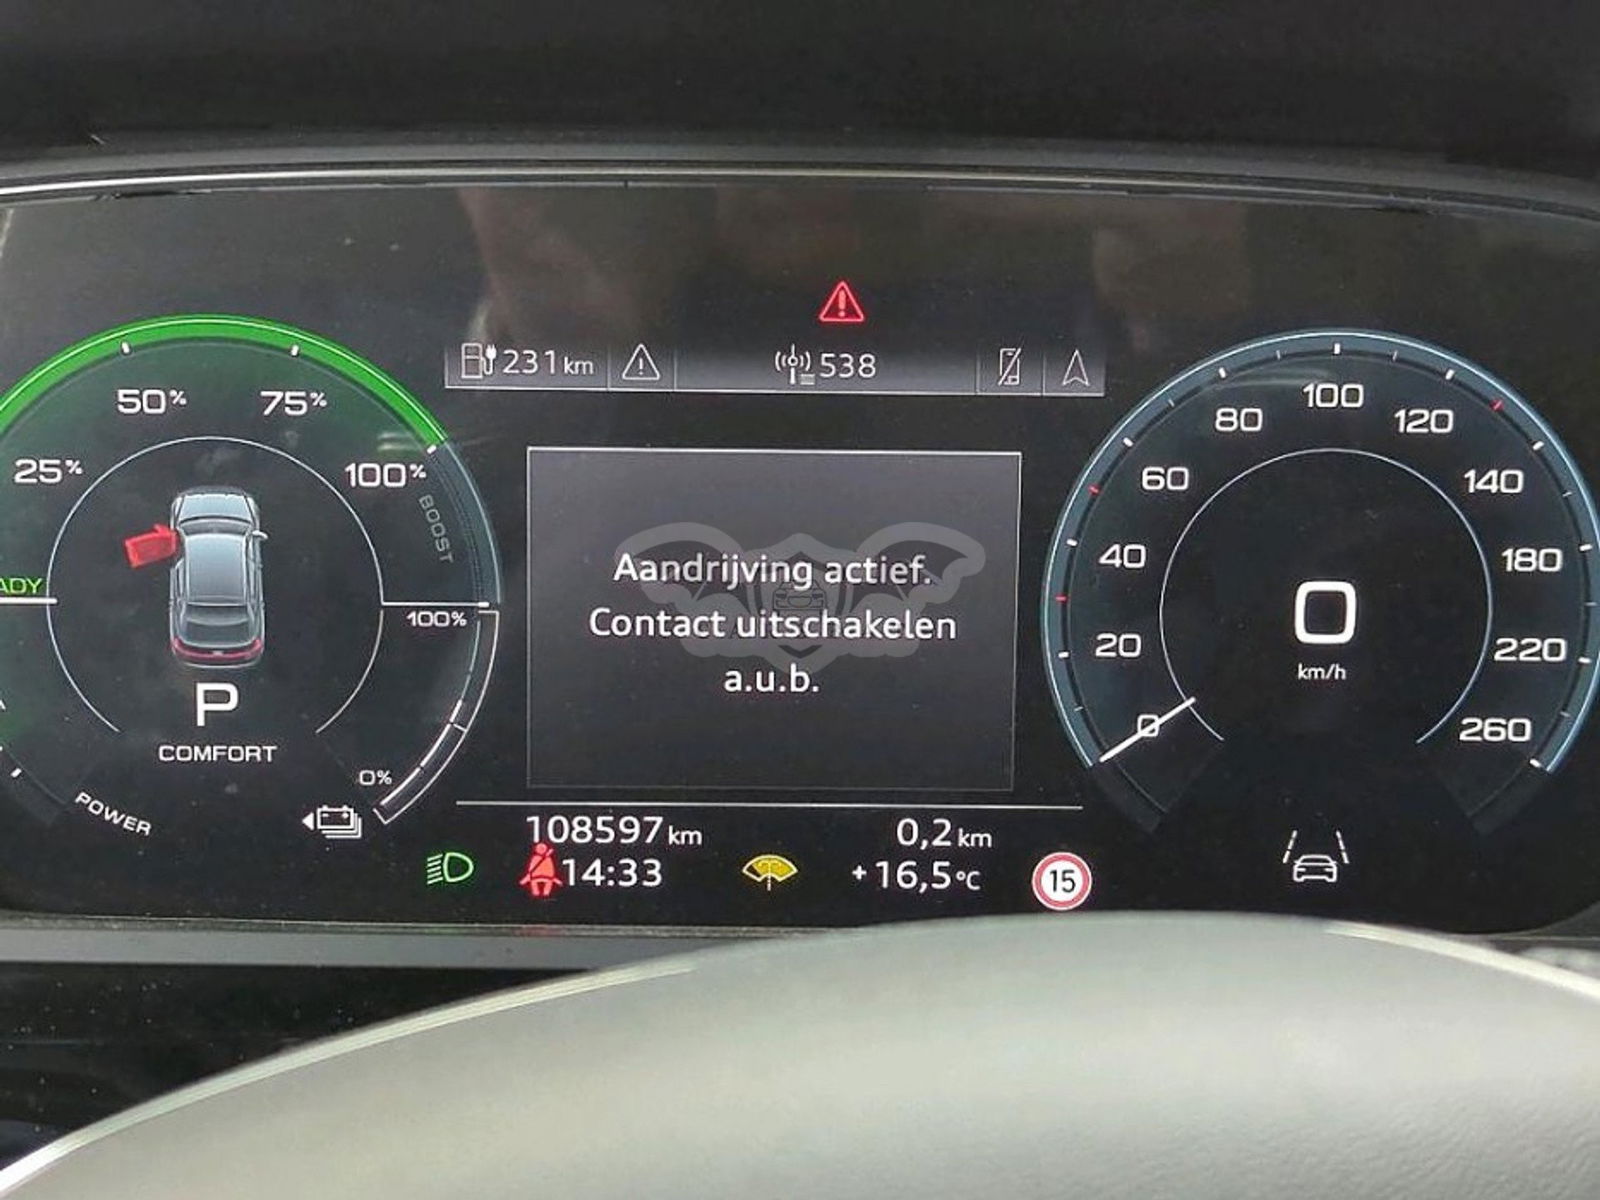 231 km
538
50%
75%
25%
100%
BOOST
ADY
100%
P
COMFORT
0%
POWER
Aandrijving actief.
Contact uitschakelen
a.u.b.
0
20
40
60
80
100
120
140
180
220
260
0
km/h
108597 km
0,2 km
14:33
+16,5 °C
15